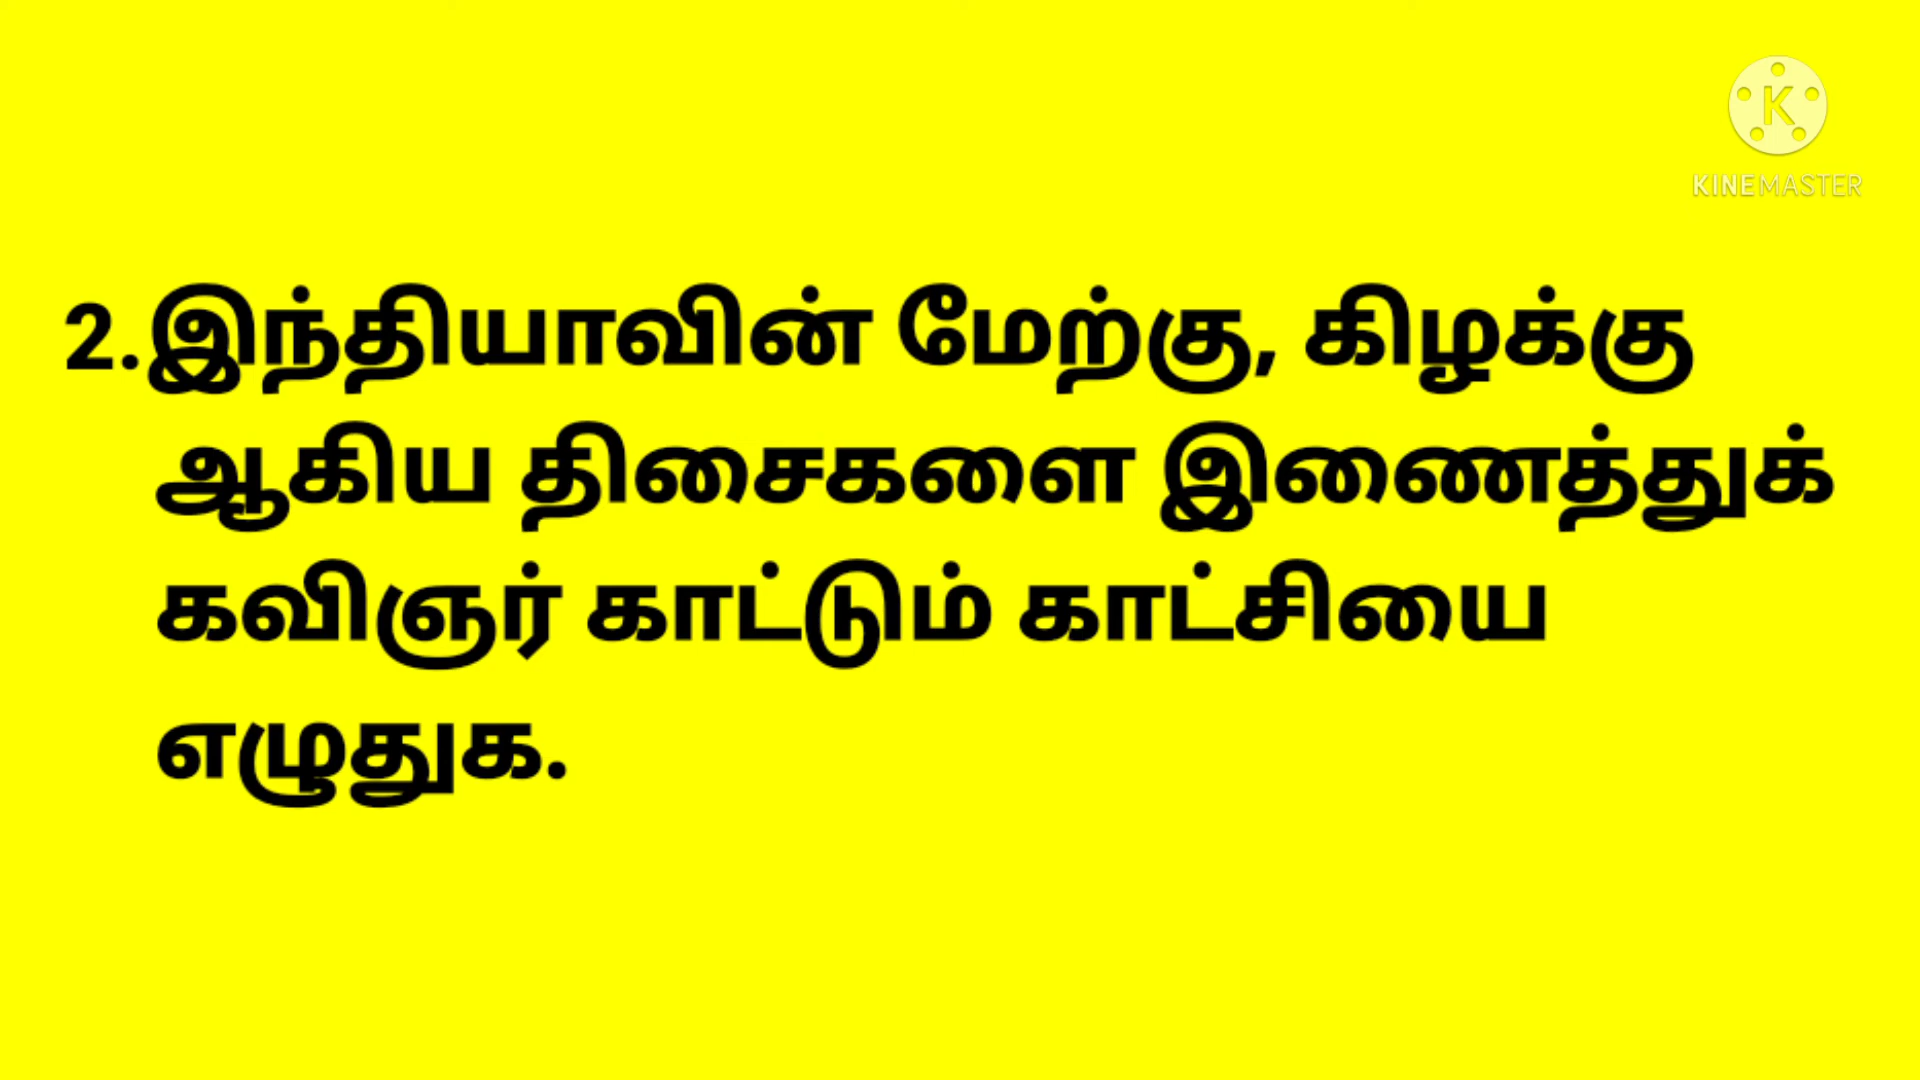 KINEMASTER
2.இந்தியாவின் மேற்கு, கிழக்கு
ஆகிய திசைகளை இணைத்துக்
கவிஞர் காட்டும் காட்சியை
எழுதுக.